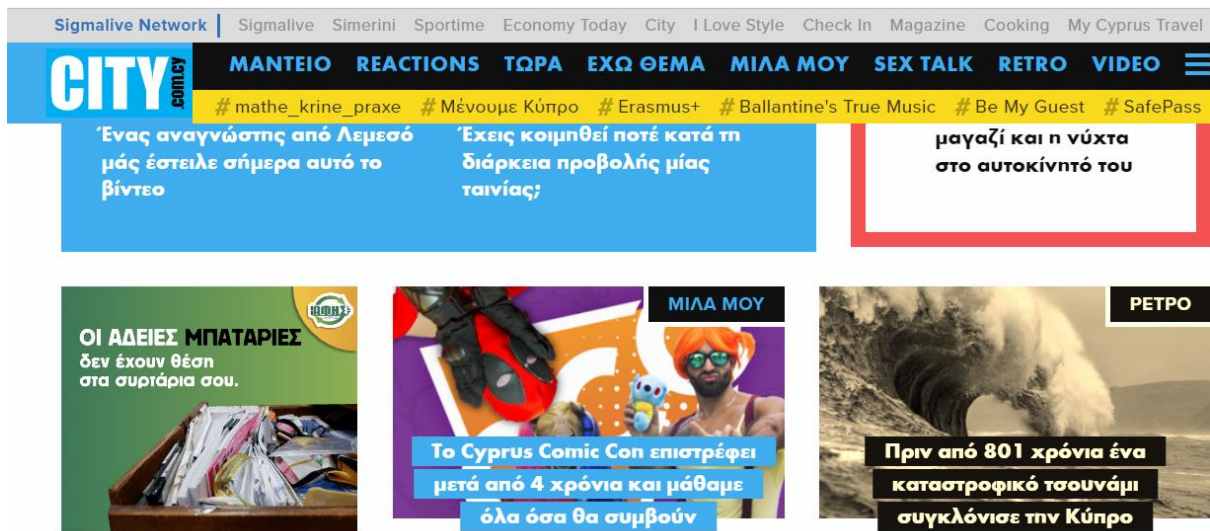 Sigmalive Network Sigmalive Simerini Sportime Economy Today City I Love Style Check In Magazine Cooking My Cyprus Travel
CITY.com.cy
ΜΑΝΤΕΙΟ REACTIONS ΤΩΡΑ ΕΧΩ ΘΕΜΑ ΜΙΛΑ ΜΟΥ SEX TALK RETRO VIDEO
# mathe_krine_praxe # Μένουμε Κύπρο # Erasmus+ # Ballantine's True Music # Be My Guest # SafePass
Ένας αναγνώστης από Λεμεσό
μάς έστειλε σήμερα αυτό το
βίντεο
Έχεις κοιμηθεί ποτέ κατά τη
διάρκεια προβολής μίας
ταινίας;
μαγαζί και η νύχτα
στο αυτοκίνητό του
ΟΙ ΑΔΕΙΕΣ ΜΠΑΤΑΡΙΕΣ
δεν έχουν θέση
στα συρτάρια σου.
ΑΦΗΣ
ΜΙΛΑ ΜΟΥ
Το Cyprus Comic Con επιστρέφει
μετά από 4 χρόνια και μάθαμε
όλα όσα θα συμβούν
ΡΕΤΡΟ
Πριν από 801 χρόνια ένα
καταστροφικό τσουνάμι
συγκλόνισε την Κύπρο